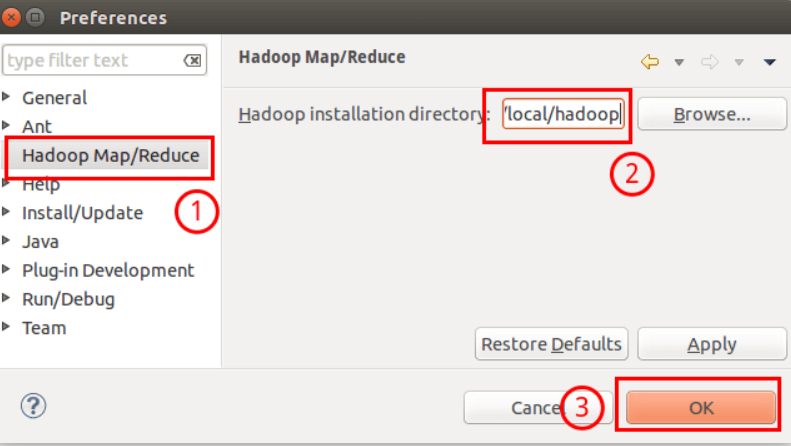 Preferences
type filter text
General
Ant
Hadoop Map/Reduce
Help
Install/Update
Java
Plug-in Development
Run/Debug
Team
1
Hadoop Map/Reduce
Hadoop installation directory: /local/hadoop Browse...
2
Restore Defaults Apply
? Cancel 3 OK